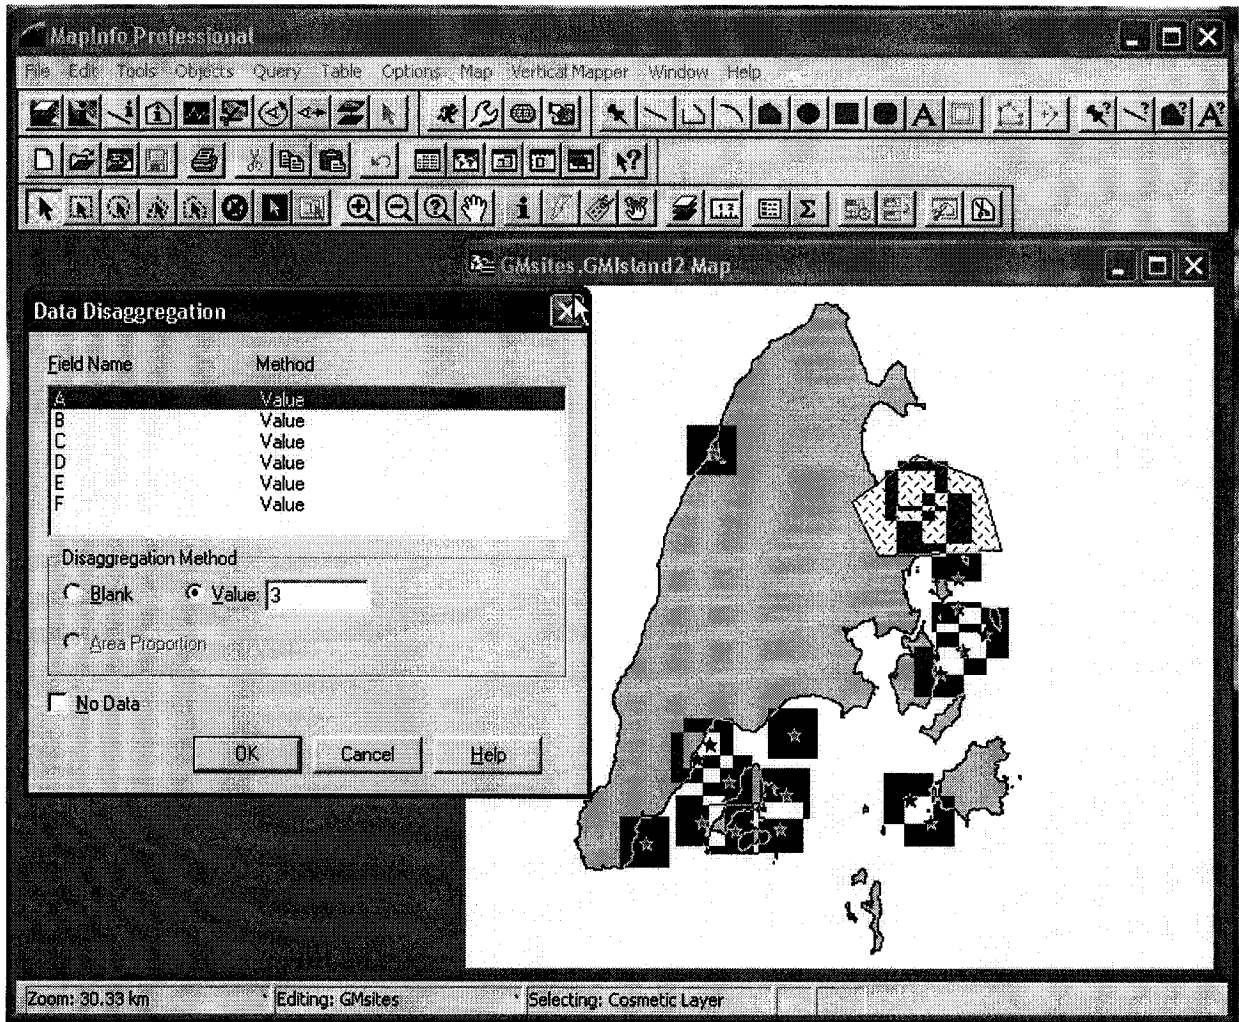 MapInfo Professional
File Edit Tools Objects Query Table Options Map Vertical Mapper Window Help
GMsites,GMIsland2 Map
Data Disaggregation
Field Name Method
A Value
B Value
C Value
D Value
E Value
F Value
Disaggregation Method
Blank Value: 3
Area Proportion
No Data
OK Cancel Help
Zoom: 30.33 km Editing: GMsites Selecting: Cosmetic Layer